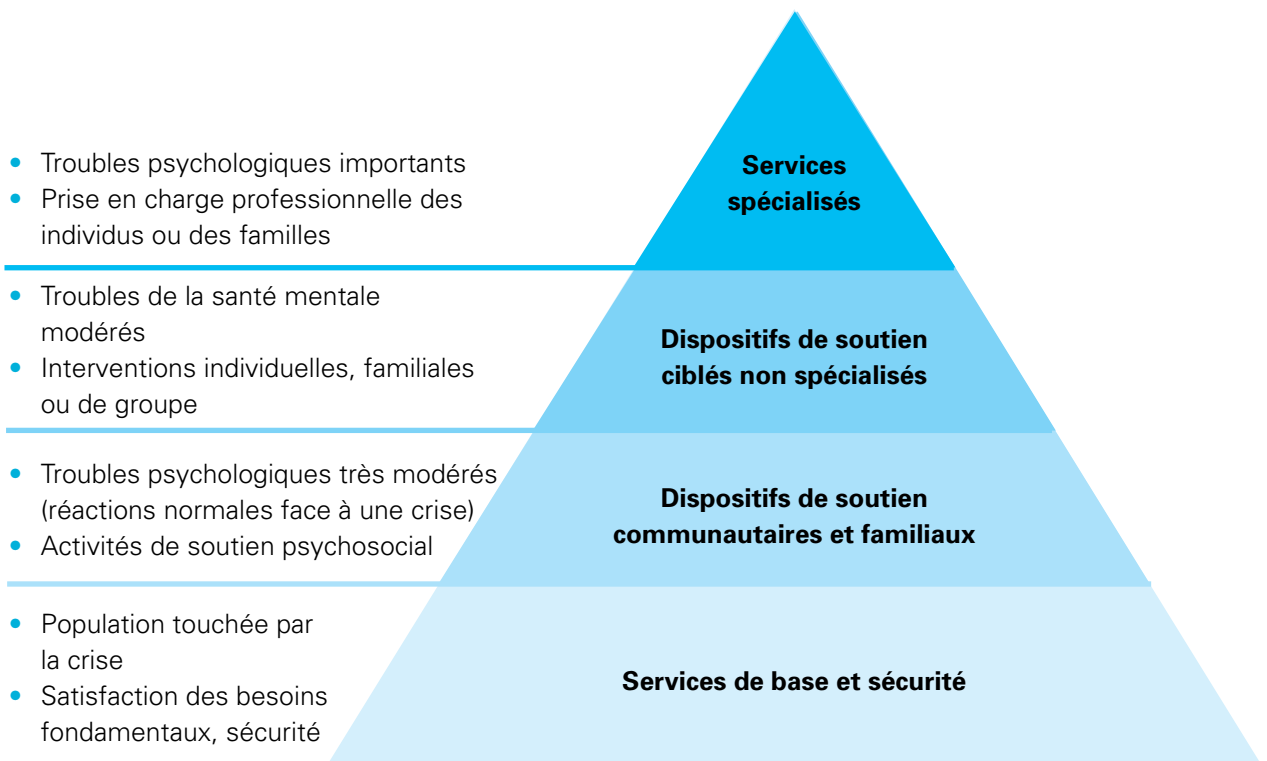 • Troubles psychologiques importants
• Prise en charge professionnelle des
individus ou des familles
Services
spécialisés
• Troubles de la santé mentale
modérés
• Interventions individuelles, familiales
ou de groupe
Dispositifs de soutien
ciblés non spécialisés
• Troubles psychologiques très modérés
(réactions normales face à une crise)
• Activités de soutien psychosocial
Dispositifs de soutien
communautaires et familiaux
• Population touchée par
la crise
• Satisfaction des besoins
fondamentaux, sécurité
Services de base et sécurité